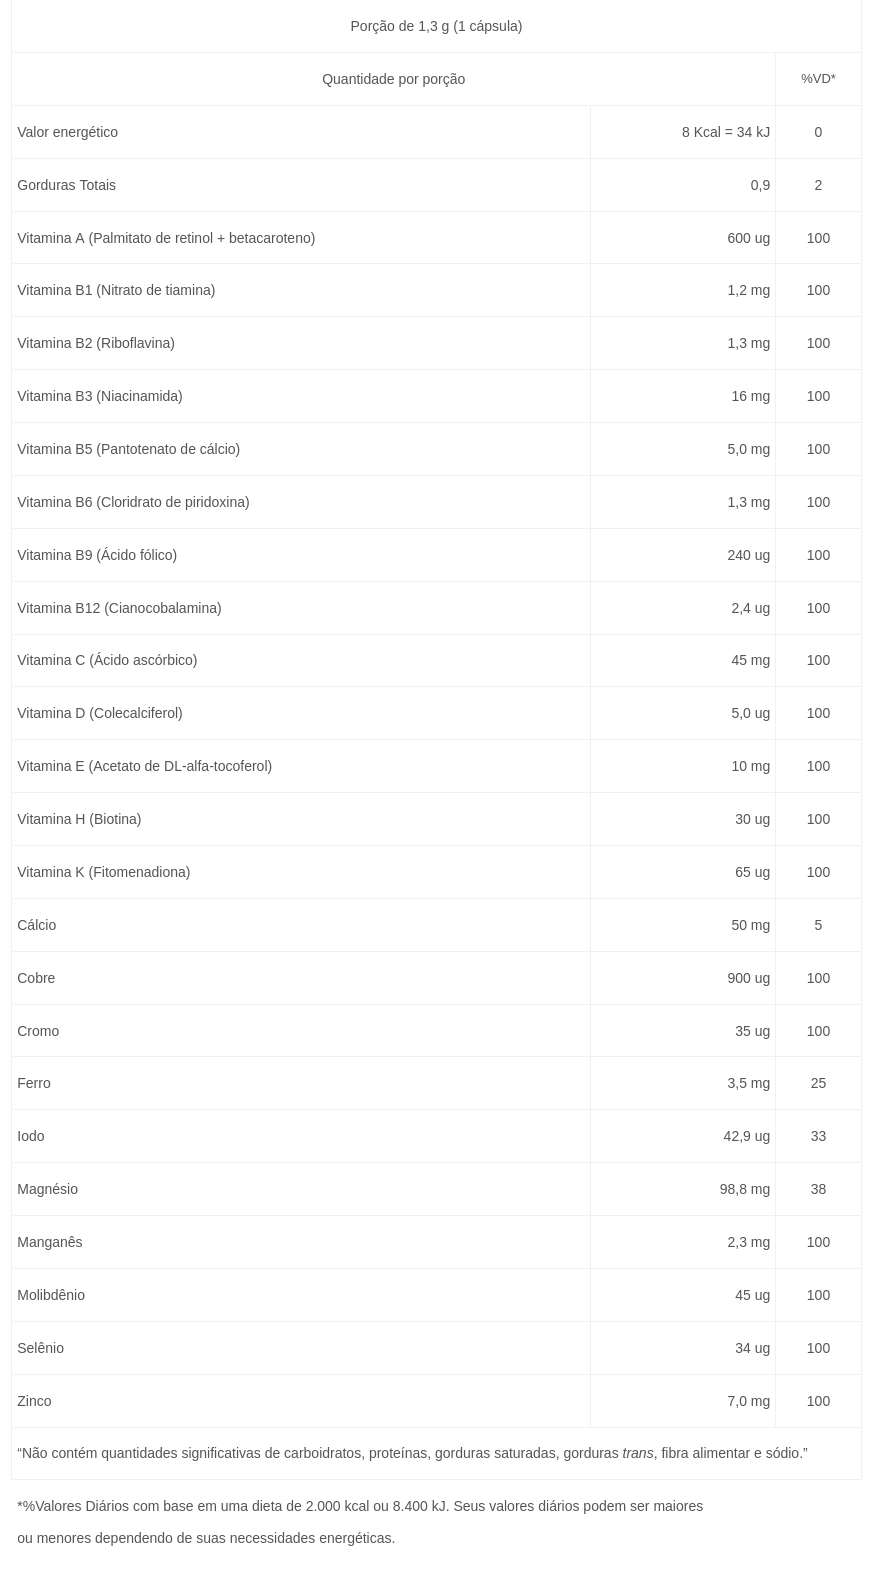 Porção de 1,3 g (1 cápsula)
Quantidade por porção %VD*
Valor energético 8 Kcal = 34 kJ 0
Gorduras Totais 0,9 2
Vitamina A (Palmitato de retinol + betacaroteno) 600 ug 100
Vitamina B1 (Nitrato de tiamina) 1,2 mg 100
Vitamina B2 (Riboflavina) 1,3 mg 100
Vitamina B3 (Niacinamida) 16 mg 100
Vitamina B5 (Pantotenato de cálcio) 5,0 mg 100
Vitamina B6 (Cloridrato de piridoxina) 1,3 mg 100
Vitamina B9 (Ácido fólico) 240 ug 100
Vitamina B12 (Cianocobalamina) 2,4 ug 100
Vitamina C (Ácido ascórbico) 45 mg 100
Vitamina D (Colecalciferol) 5,0 ug 100
Vitamina E (Acetato de DL-alfa-tocoferol) 10 mg 100
Vitamina H (Biotina) 30 ug 100
Vitamina K (Fitomenadiona) 65 ug 100
Cálcio 50 mg 5
Cobre 900 ug 100
Cromo 35 ug 100
Ferro 3,5 mg 25
Iodo 42,9 ug 33
Magnésio 98,8 mg 38
Manganês 2,3 mg 100
Molibdênio 45 ug 100
Selênio 34 ug 100
Zinco 7,0 mg 100
“Não contém quantidades significativas de carboidratos, proteínas, gorduras saturadas, gorduras trans, fibra alimentar e sódio.”
*%Valores Diários com base em uma dieta de 2.000 kcal ou 8.400 kJ. Seus valores diários podem ser maiores
ou menores dependendo de suas necessidades energéticas.